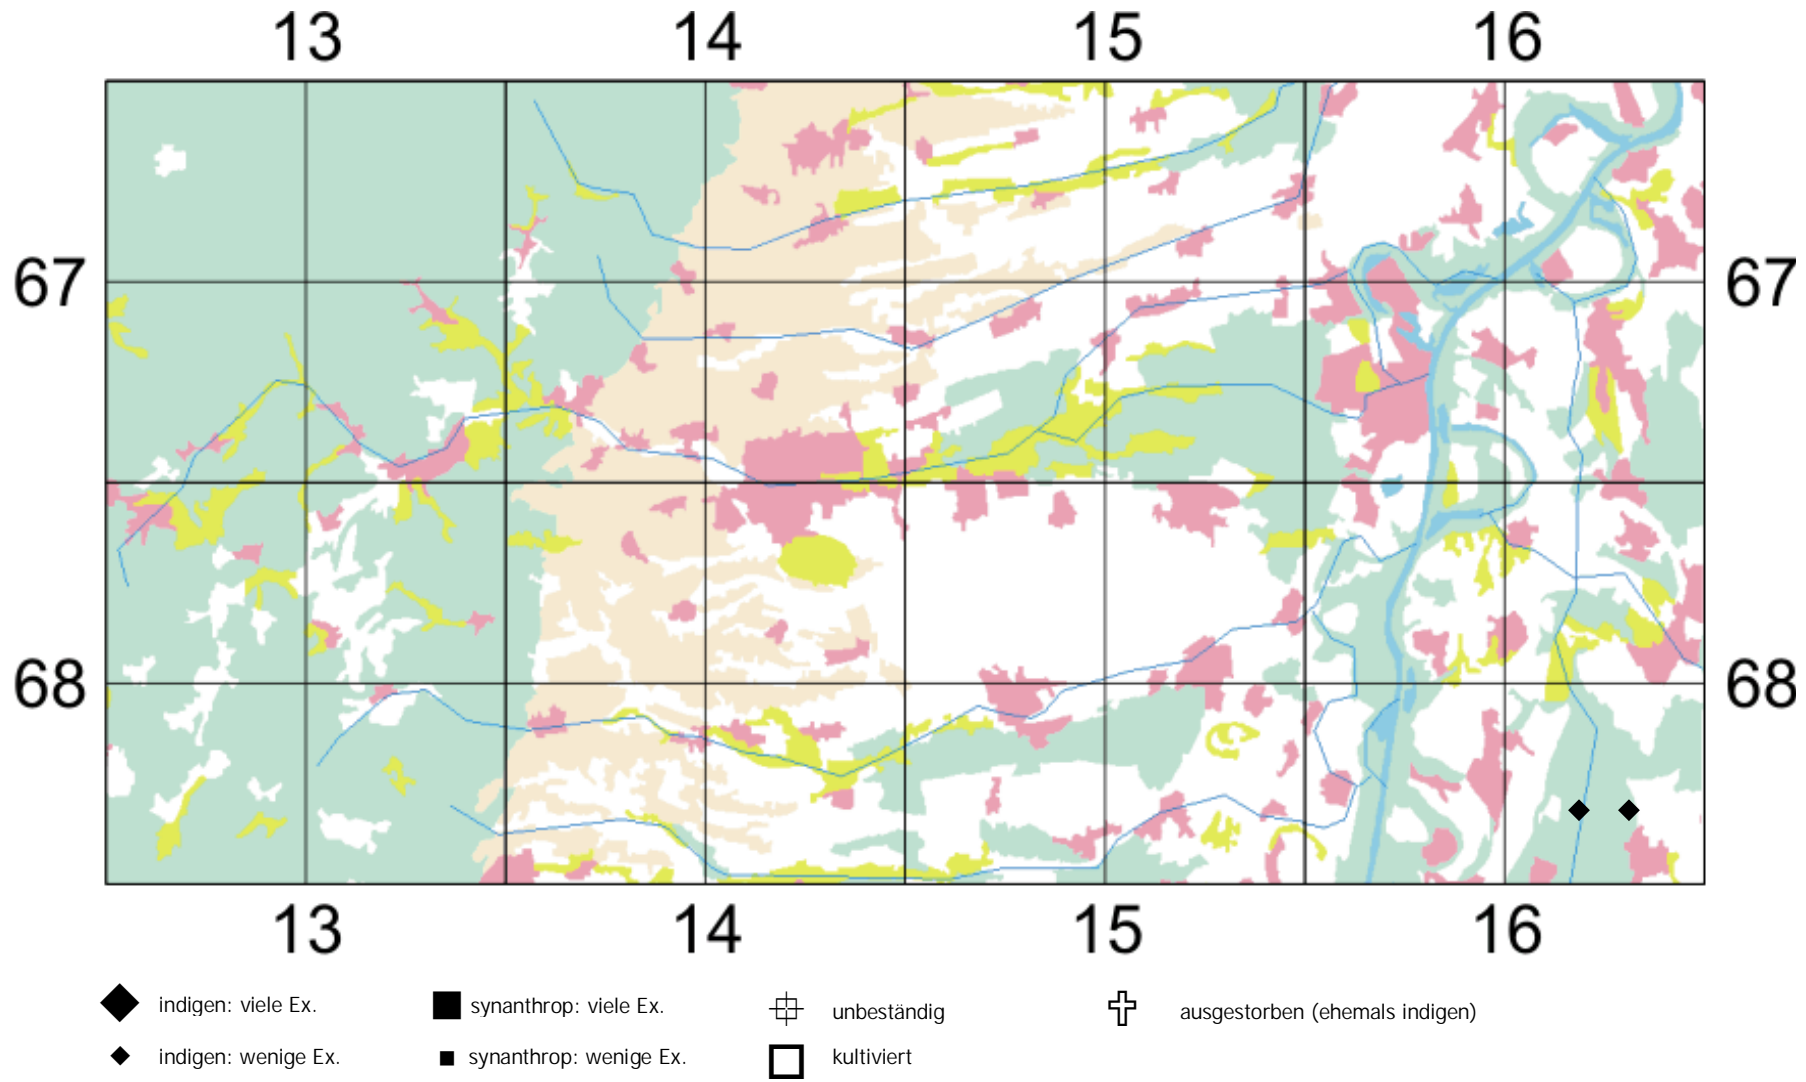 13 14 15 16
67 67
68 68
13 14 15 16
indigen: viele Ex. synanthrop: viele Ex. unbeständig ausgestorben (ehemals indigen)
indigen: wenige Ex. synanthrop: wenige Ex. kultiviert